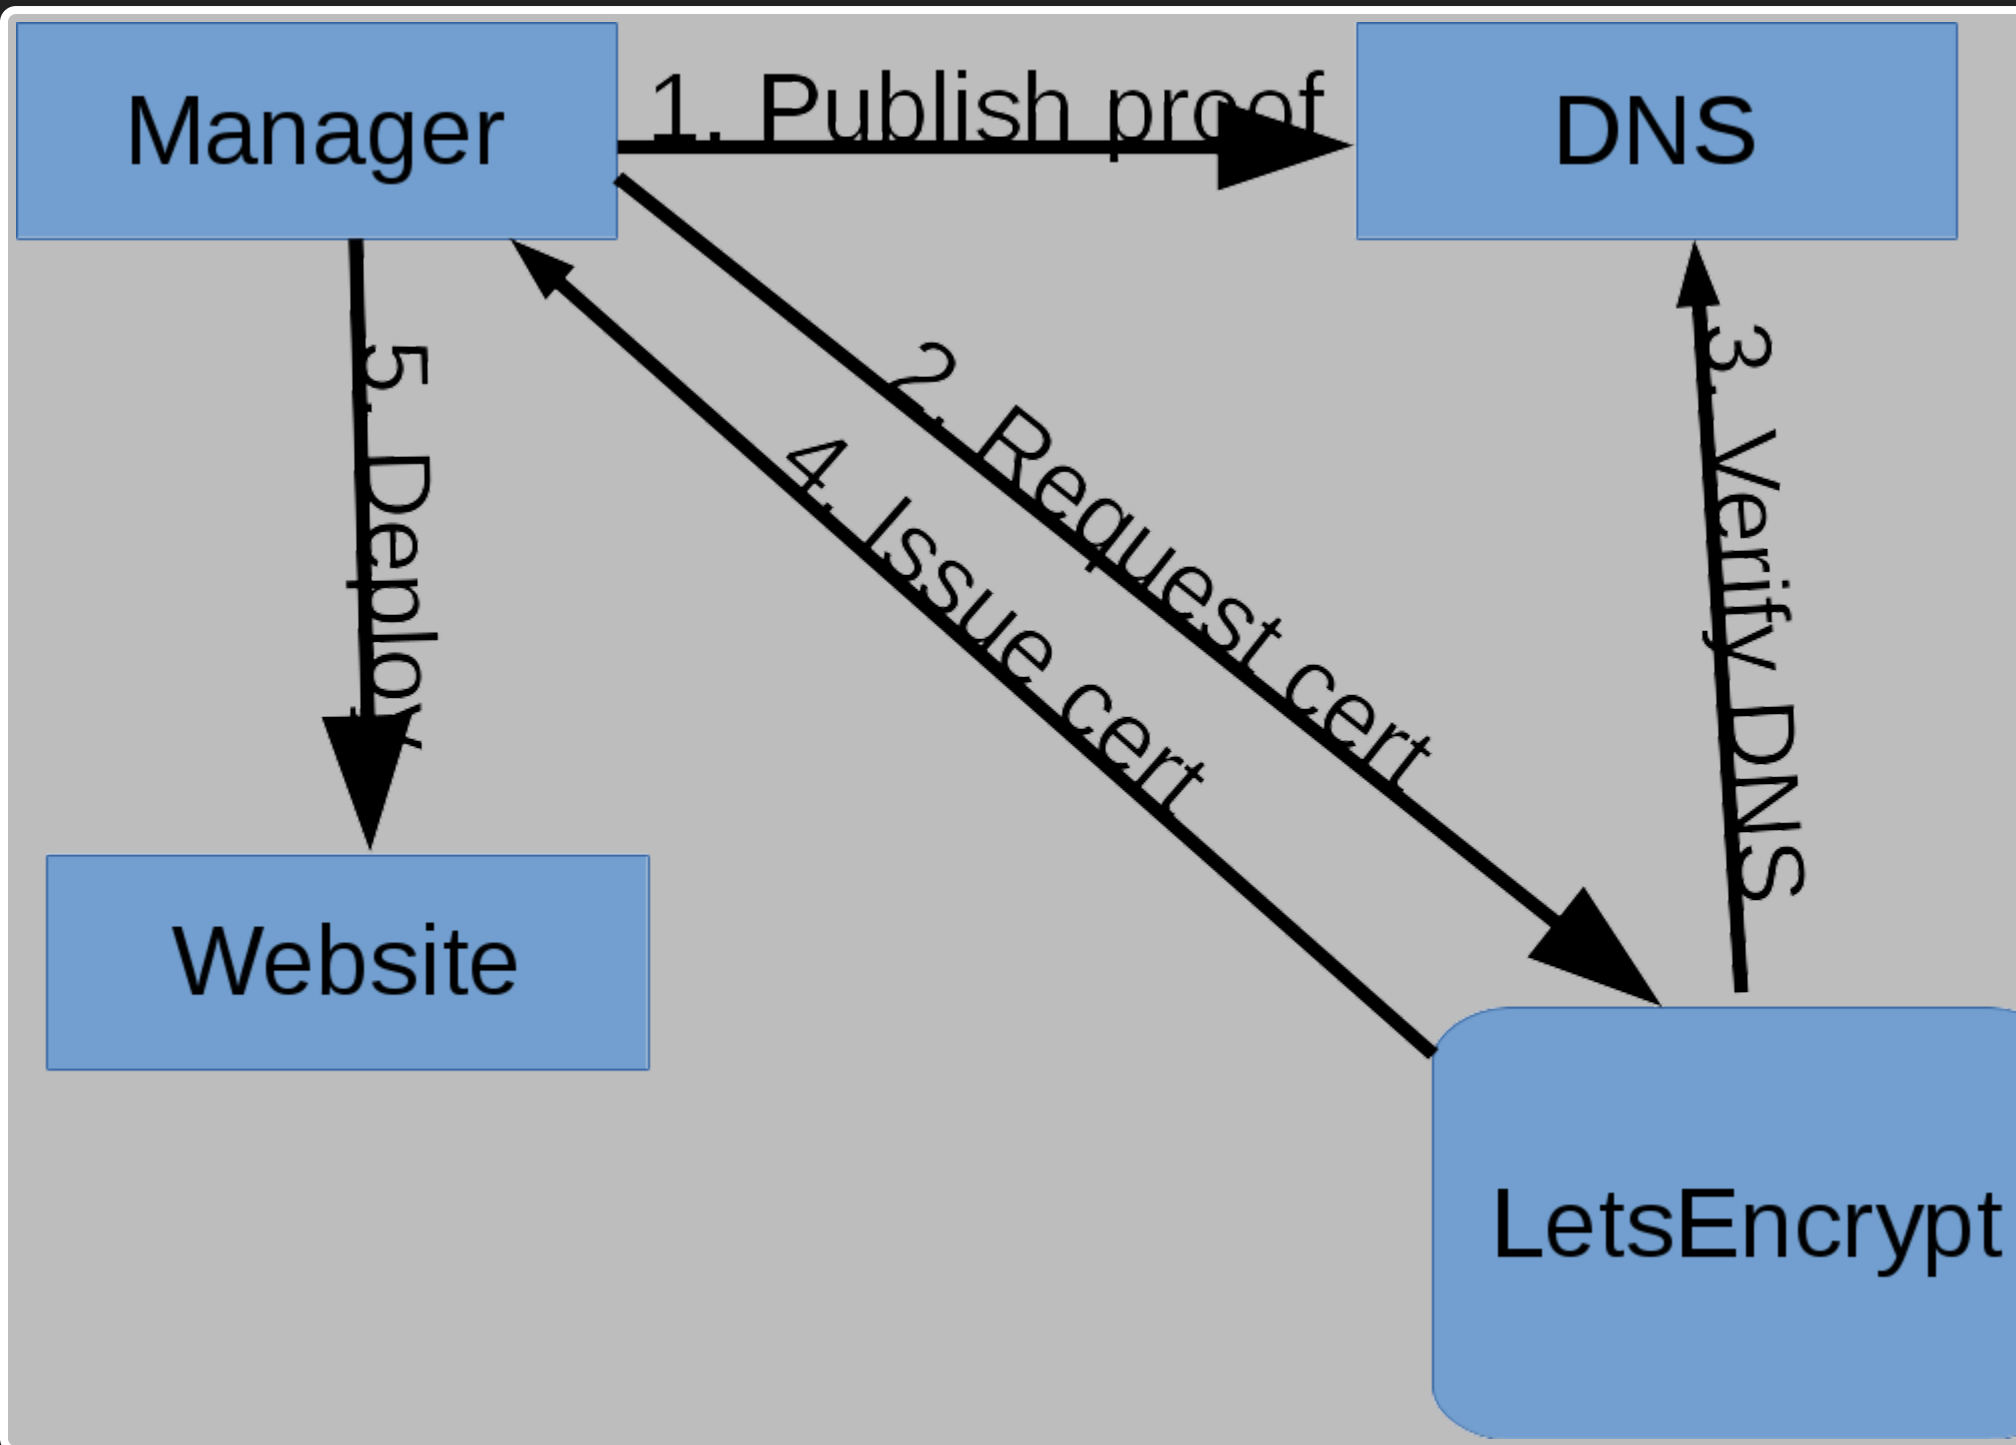 Manager
1. Publish proof
DNS
2. Request cert
3. Verify DNS
4. Issue cert
5. Deploy
Website
LetsEncrypt